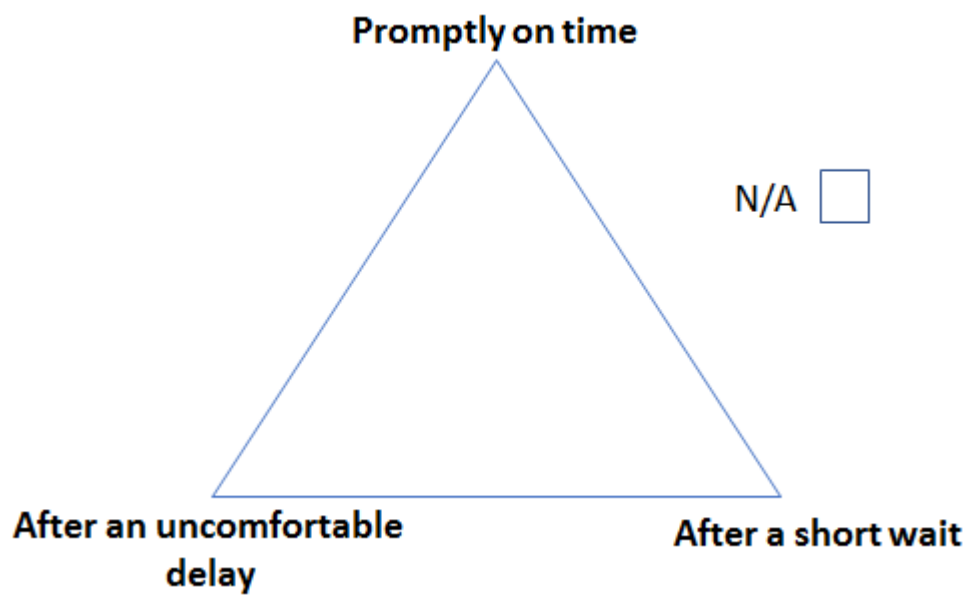 Promptly on time
N/A
After an uncomfortable
delay
After a short wait